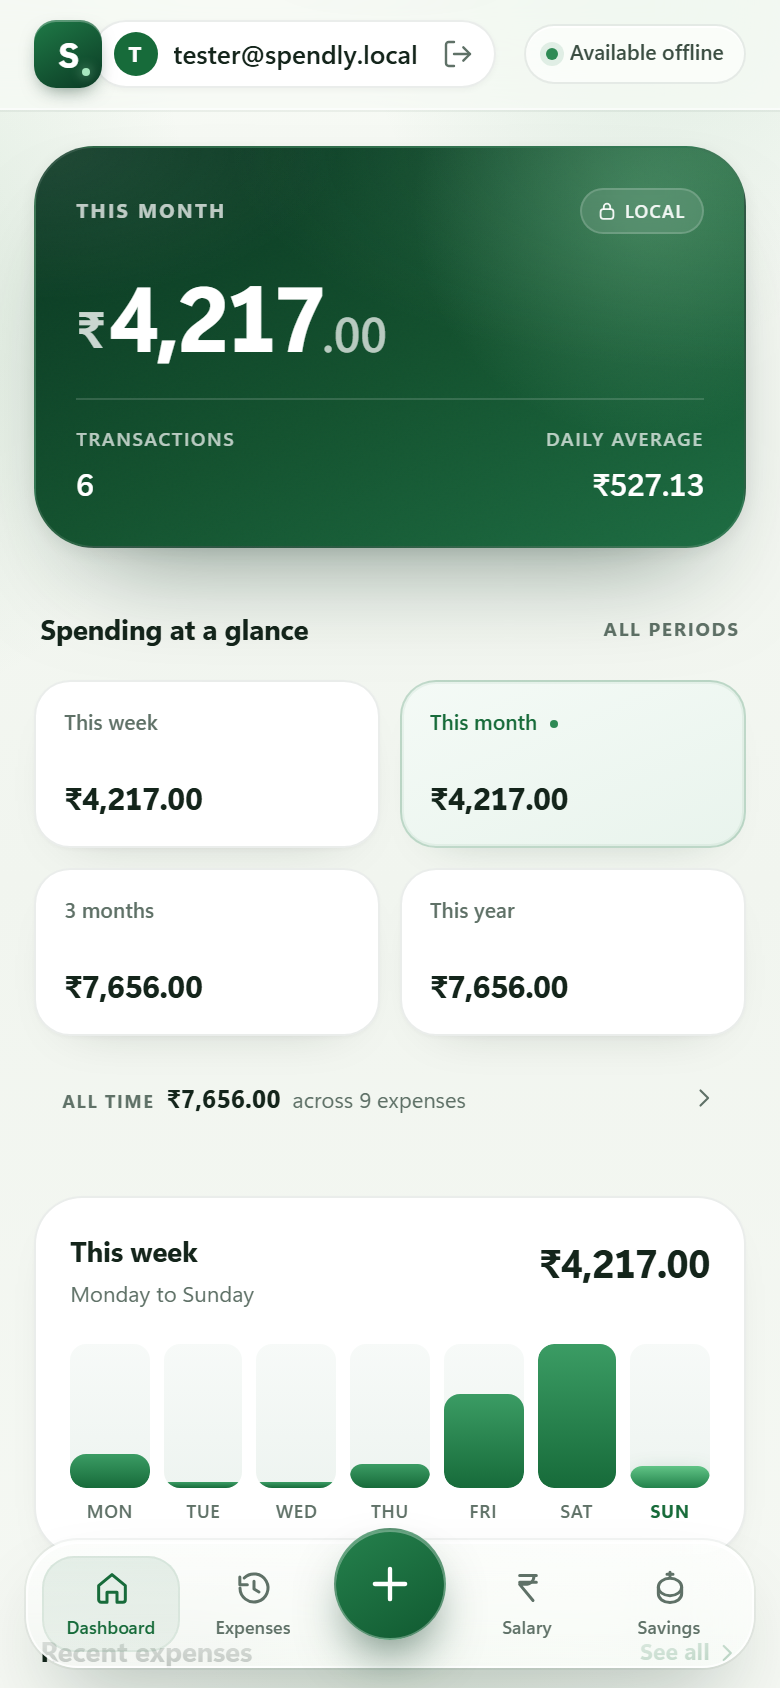 S.
T tester@spendly.local
Available offline
THIS MONTH
LOCAL
₹4,217.00
TRANSACTIONS
DAILY AVERAGE
6
₹527.13
Spending at a glance
ALL PERIODS
This week
This month
₹4,217.00
₹4,217.00
3 months
This year
₹7,656.00
₹7,656.00
ALL TIME ₹7,656.00 across 9 expenses
This week
₹4,217.00
Monday to Sunday
MON TUE WED THU FRI SAT SUN
Dashboard
Expenses
Salary
Savings
Recent expenses
See all